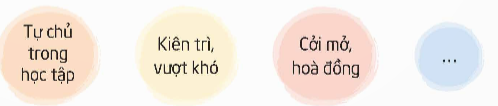 Tự chủ
trong
học tập
Kiên trì,
vượt khó
Cởi mở,
hoà đồng
...